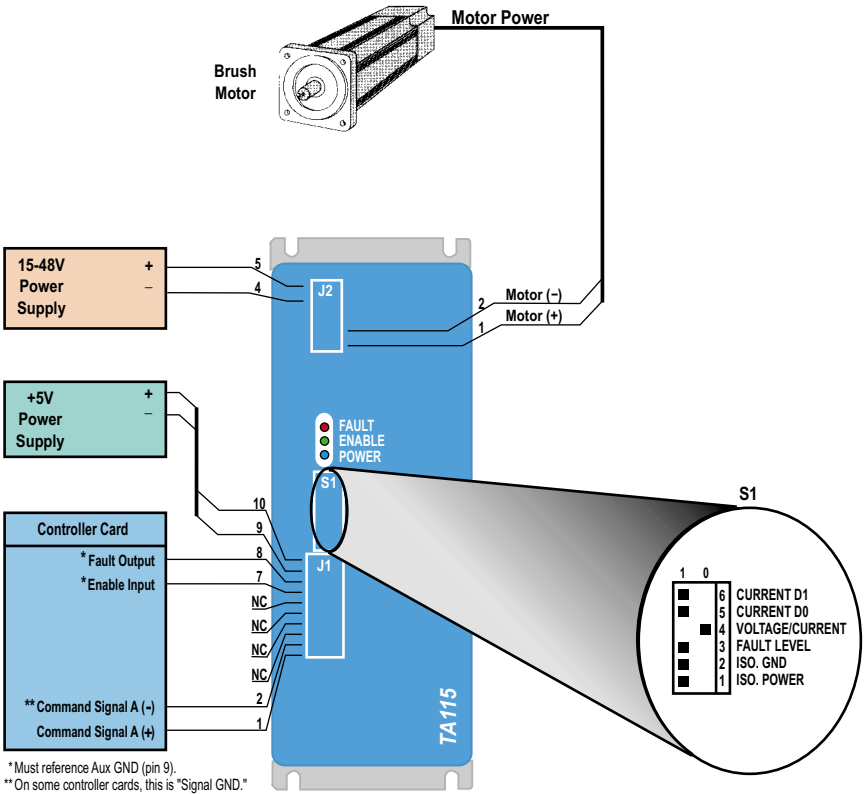 Motor Power
Brush
Motor
15-48V +
Power –
Supply
5
4
J2
2 Motor (−)
1 Motor (+)
+5V +
Power –
Supply
FAULT
ENABLE
POWER
S1
S1
10
9
Controller Card
* Fault Output 8
* Enable Input 7
J1
NC
NC
NC
NC
** Command Signal A (-) 2
Command Signal A (+) 1
TA115
1 0
6 CURRENT D1
5 CURRENT D0
4 VOLTAGE/CURRENT
3 FAULT LEVEL
2 ISO. GND
1 ISO. POWER
* Must reference Aux GND (pin 9).
** On some controller cards, this is "Signal GND."